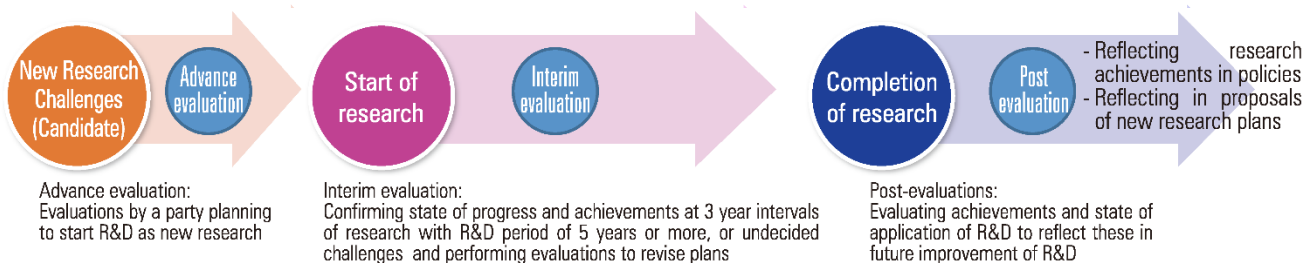 New Research
Challenges
(Candidate)
Advance
evaluation
Start of
research
Interim
evaluation
Completion
of research
Post
evaluation
- Reflecting research
achievements in policies
- Reflecting in proposals
of new research plans
Advance evaluation:
Evaluations by a party planning
to start R&D as new research
Interim evaluation:
Confirming state of progress and achievements at 3 year intervals
of research with R&D period of 5 years or more, or undecided
challenges and performing evaluations to revise plans
Post-evaluations:
Evaluating achievements and state of
application of R&D to reflect these in
future improvement of R&D